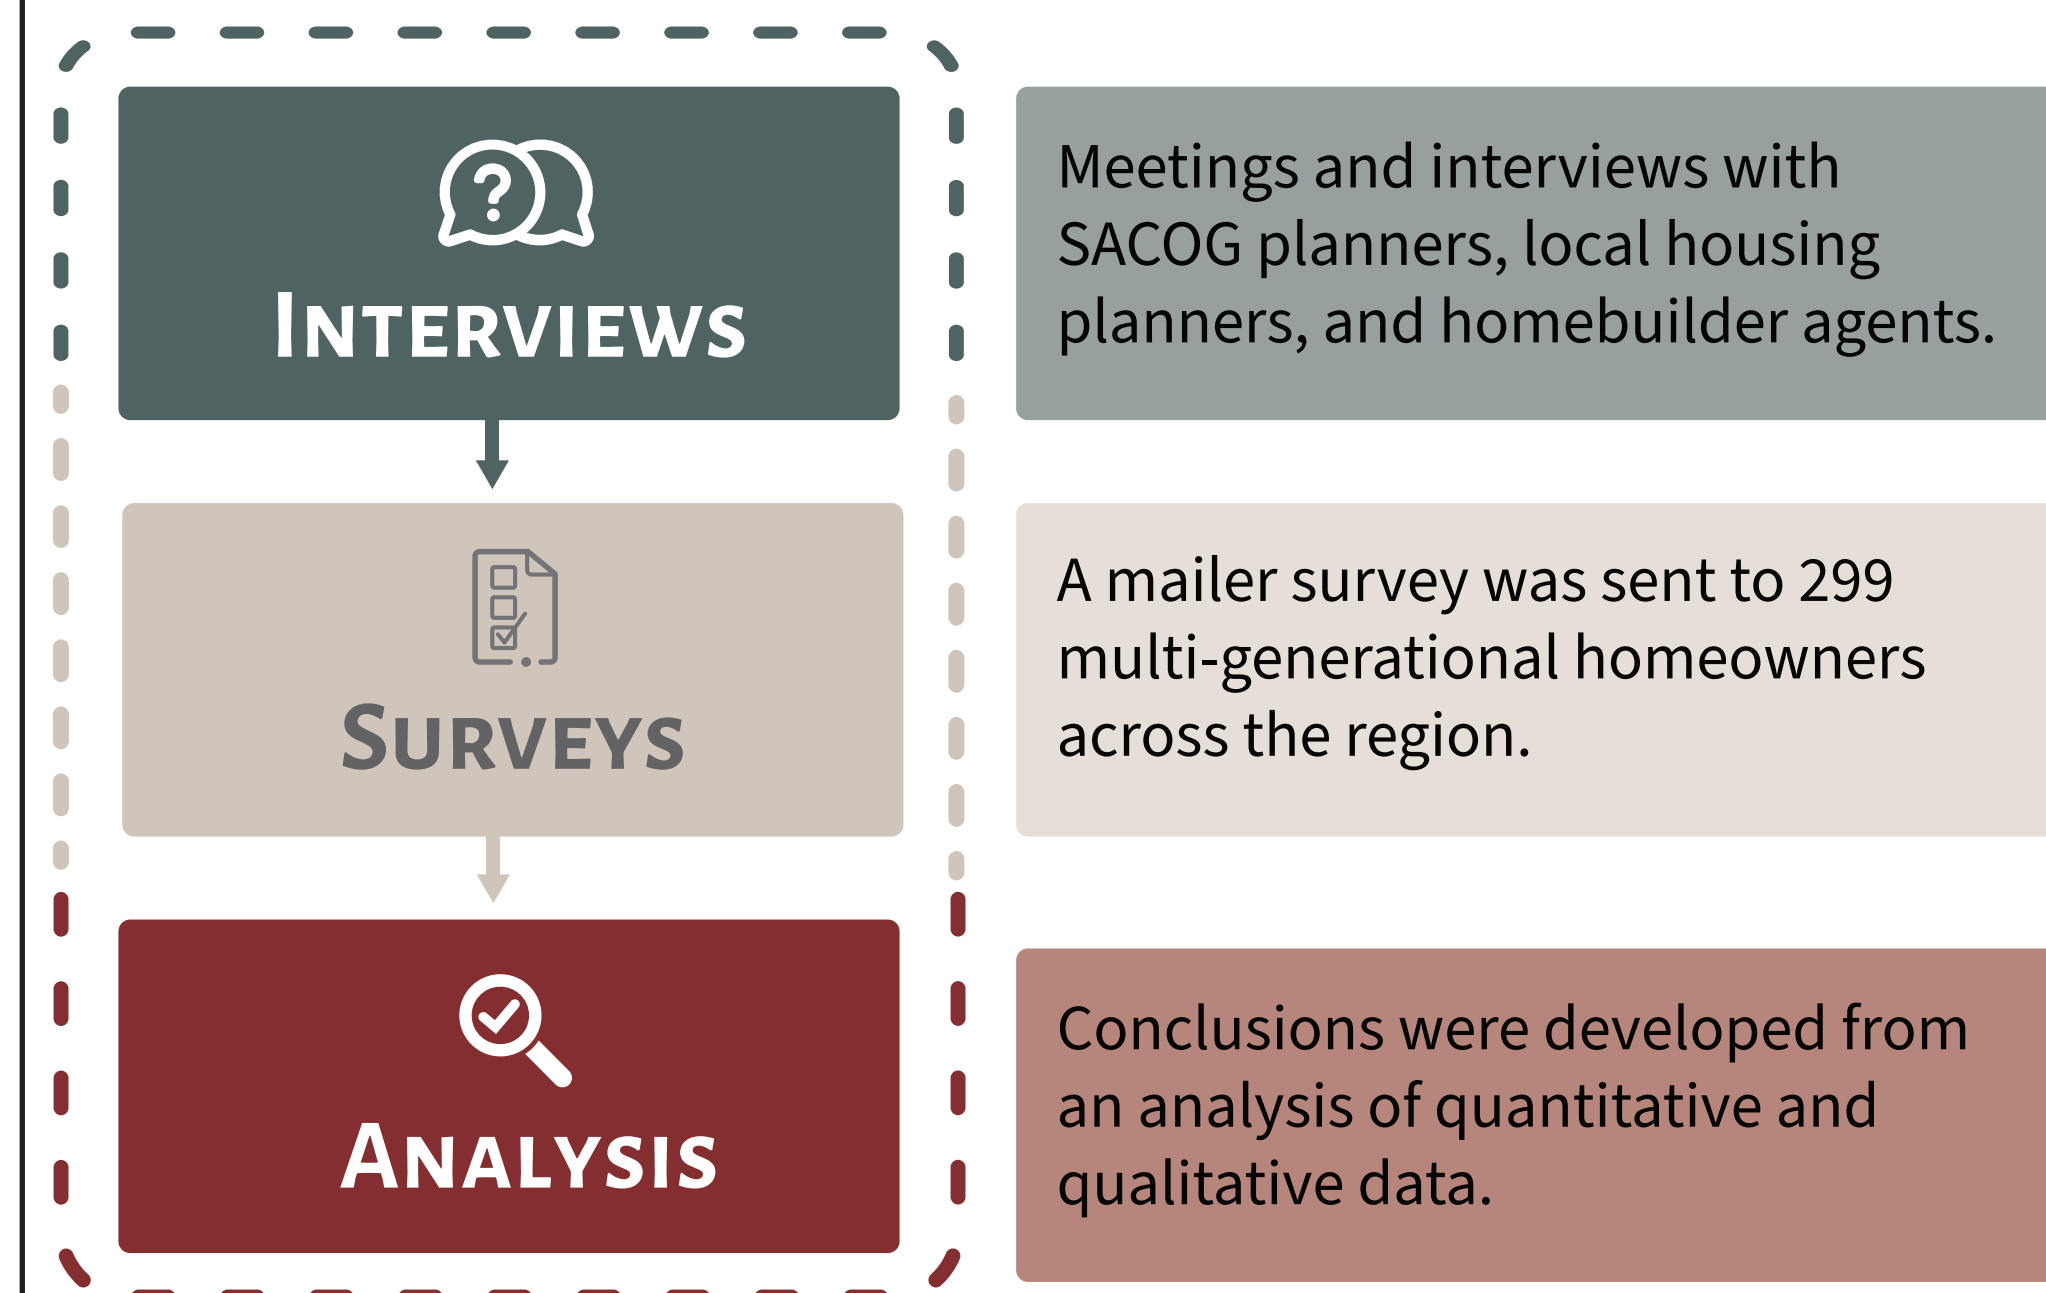 Interviews
Meetings and interviews with
SACOG planners, local housing
planners, and homebuilder agents.
Surveys
A mailer survey was sent to 299
multi-generational homeowners
across the region.
Analysis
Conclusions were developed from
an analysis of quantitative and
qualitative data.